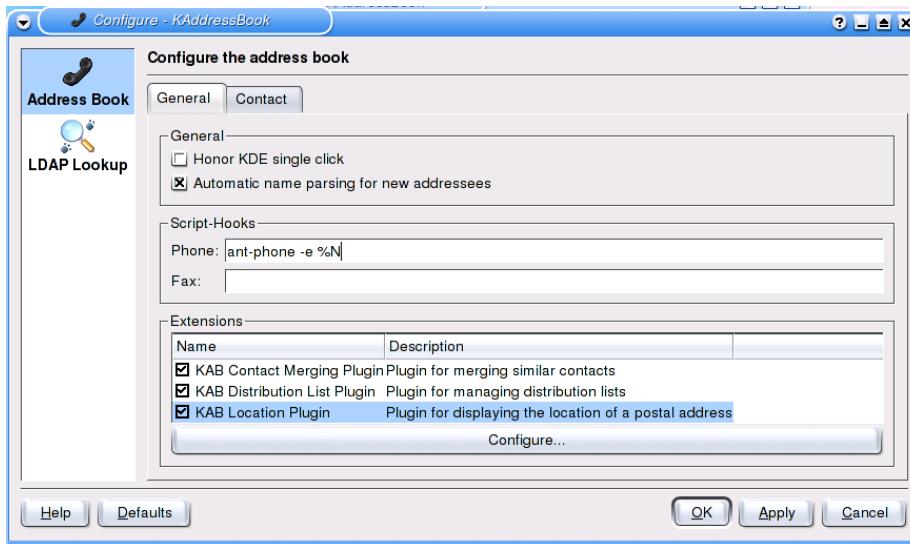 Configure - KAddressBook
Configure the address book
Address Book
LDAP Lookup
General
Contact
General
Honor KDE single click
Automatic name parsing for new addressees
Script-Hooks
Phone: ant-phone -e %N
Fax:
Extensions
Name Description
KAB Contact Merging Plugin Plugin for merging similar contacts
KAB Distribution List Plugin Plugin for managing distribution lists
KAB Location Plugin Plugin for displaying the location of a postal address
Configure...
Help Defaults OK Apply Cancel